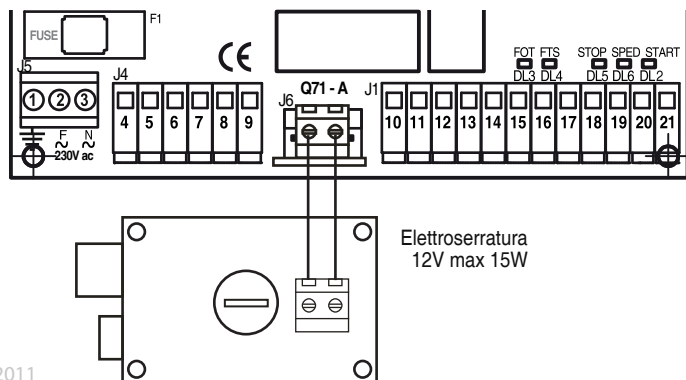 F1
FUSE
CE
FOT FTS STOP SPED START
DL3 DL4 DL5 DL6 DL2
J5 J4 Q71 - A J1
J6
1 2 3 4 5 6 7 8 9 10 11 12 13 14 15 16 17 18 19 20 21
F N
230V ac
Elettroserratura
12V max 15W
2011